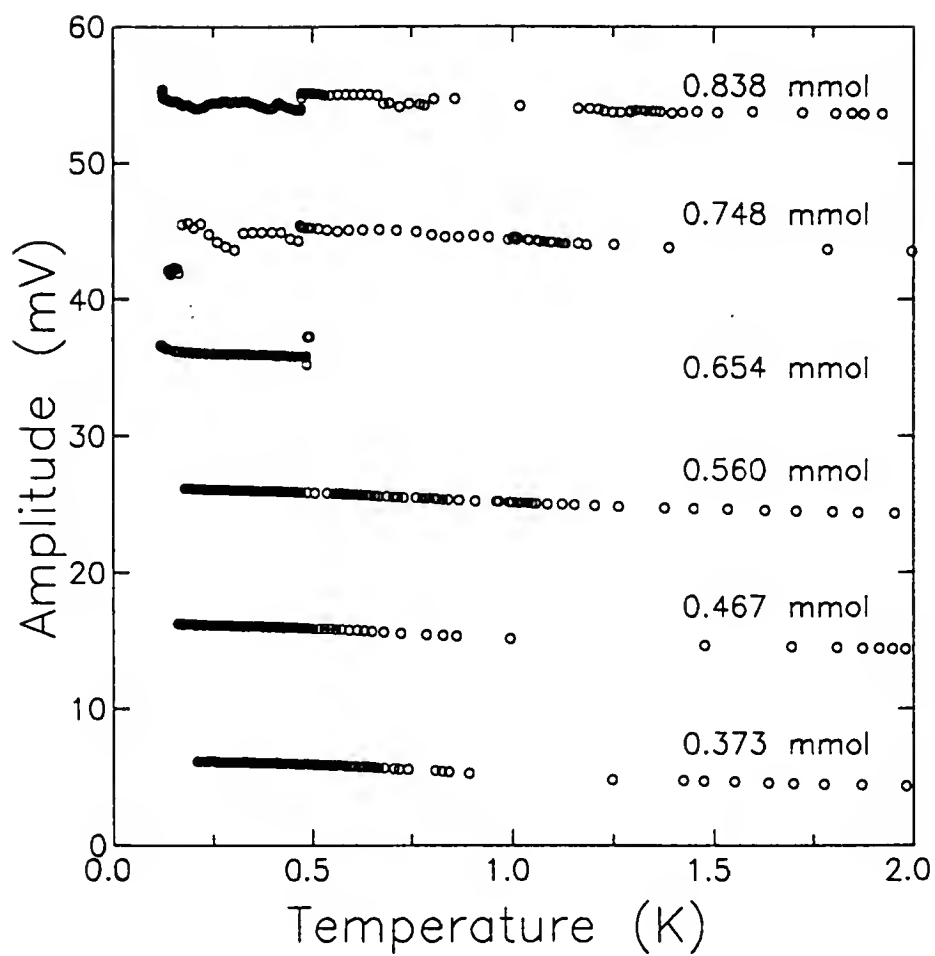 60
0.838 mmol
50
0.748 mmol
40
0.654 mmol
30
0.560 mmol
20
0.467 mmol
10
0.373 mmol
0
0.0 0.5 1.0 1.5 2.0
Amplitude (mV)
Temperature (K)